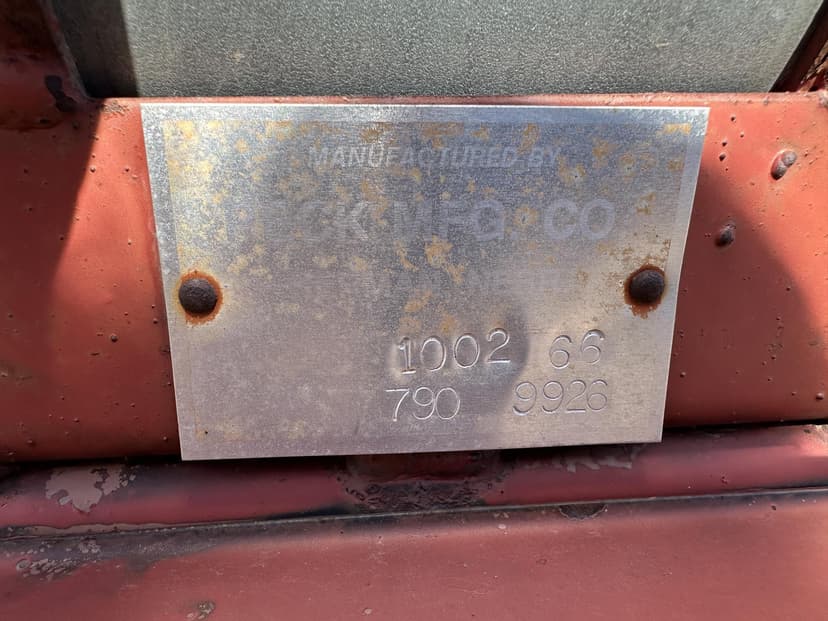 MANUFACTURED BY
MFG. CO
1002 66
790 9926